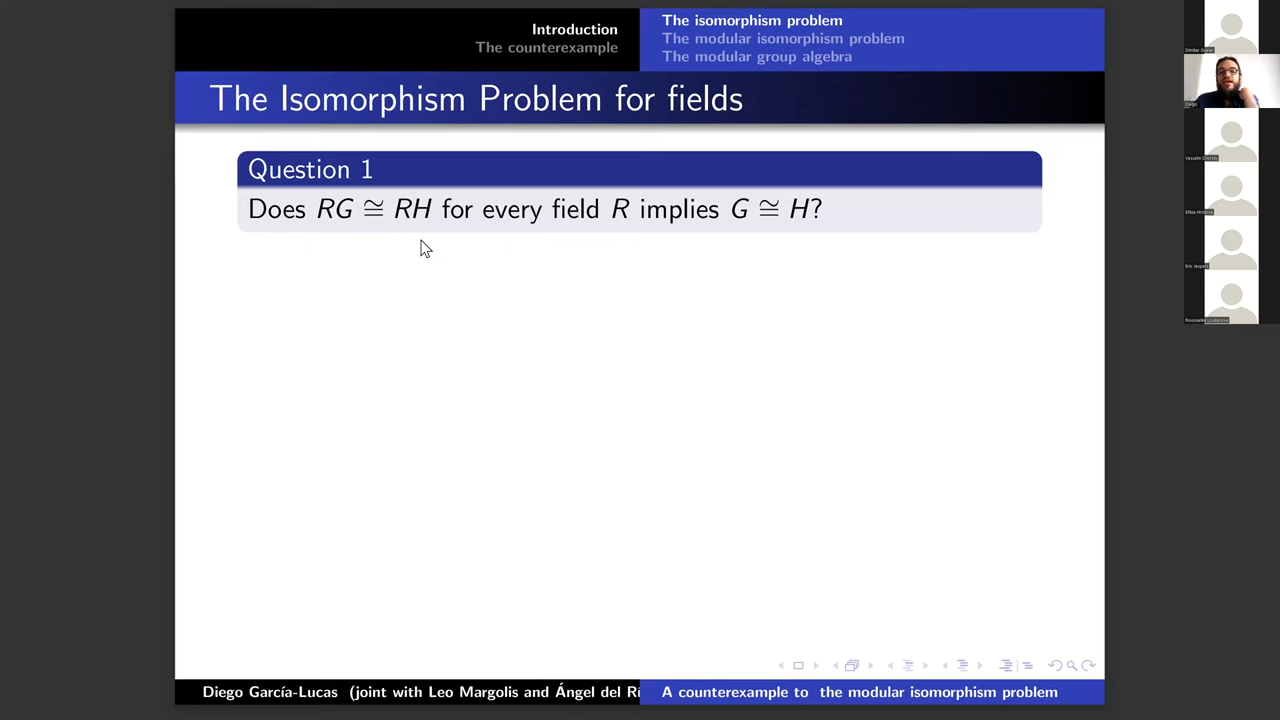 Introduction
The counterexample
The isomorphism problem
The modular isomorphism problem
The modular group algebra
The Isomorphism Problem for fields
Question 1
Does RG ≅ RH for every field R implies G ≅ H?
Diego García-Lucas (joint with Leo Margolis and Ángel del Rí
A counterexample to the modular isomorphism problem
Diego